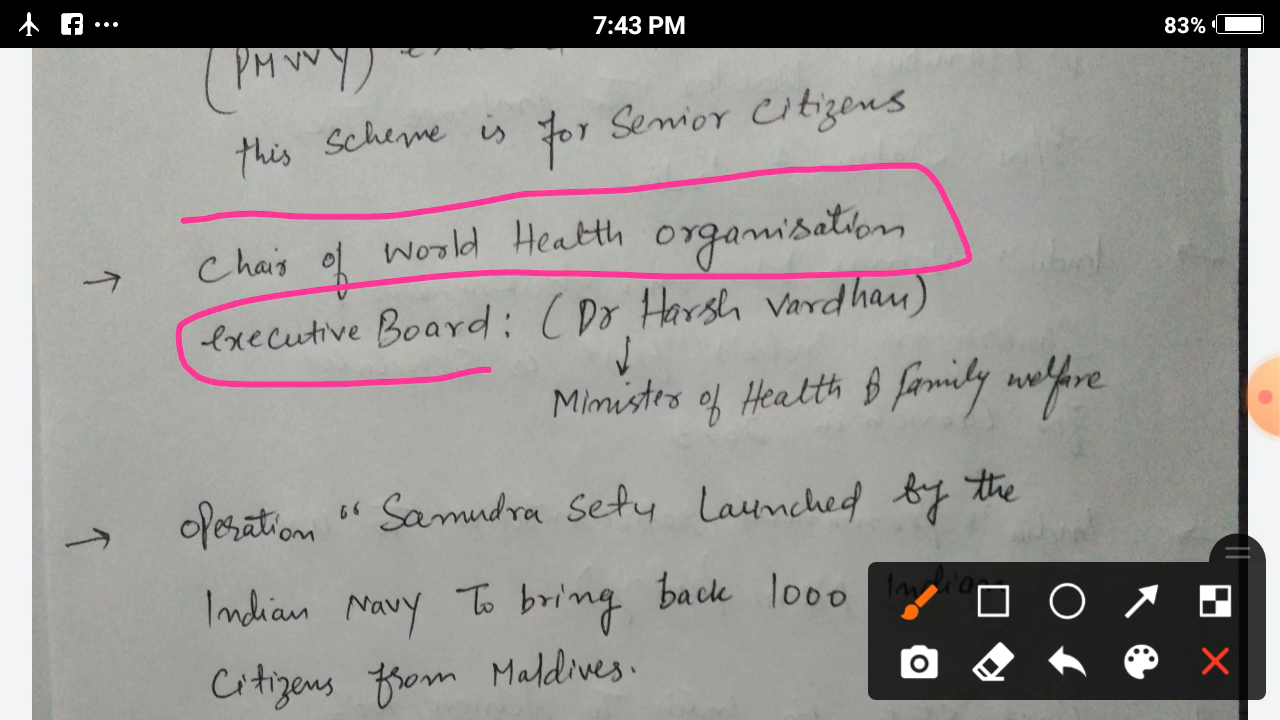 7:43 PM
83%
(PMVVY)
this scheme is for Senior Citizens
→ Chair of World Health organisation
executive Board: (Dr Harsh Vardhan)
↓
Minister of Health & family welfare
→ Operation “Samudra setu Launched by the
Indian Navy To bring back 1000 Indian
Citizens from Maldives.